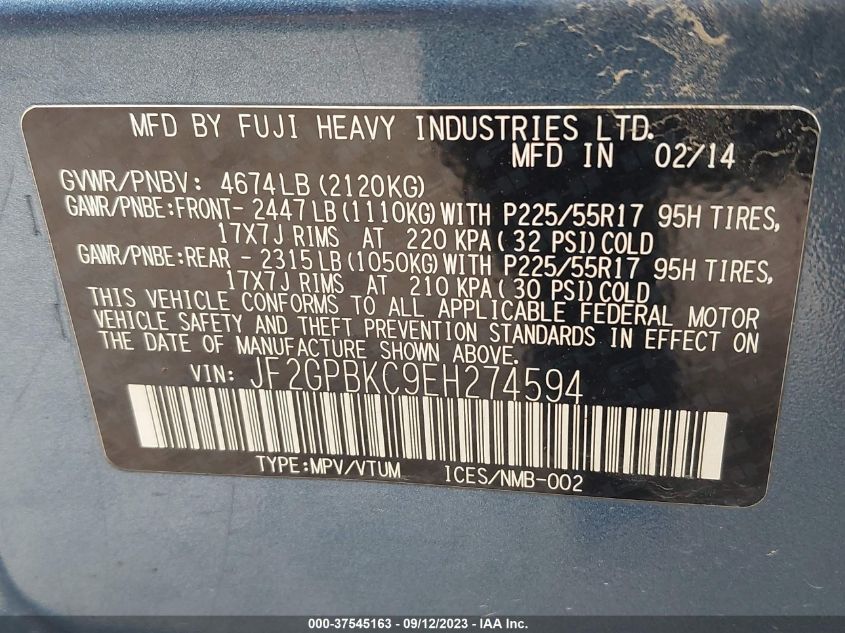 MFD BY FUJI HEAVY INDUSTRIES LTD.
MFD IN 02/14
GVWR/PNBV: 4674LB (2120KG)
GAWR/PNBE:FRONT- 2447LB (1110KG) WITH P225/55R17 95H TIRES,
17X7J RIMS AT 220 KPA (32 PSI) COLD
GAWR/PNBE:REAR - 2315LB (1050KG) WITH P225/55R17 95H TIRES,
17X7J RIMS AT 210 KPA (30 PSI) COLD
THIS VEHICLE CONFORMS TO ALL APPLICABLE FEDERAL MOTOR
VEHICLE SAFETY AND THEFT PREVENTION STANDARDS IN EFFECT ON
THE DATE OF MANUFACTURE SHOWN ABOVE.
VIN: JF2GPBKC9EH274594
TYPE:MPV/VTUM ICES/NMB-002
000-37545163 - 09/12/2023 - IAA Inc.